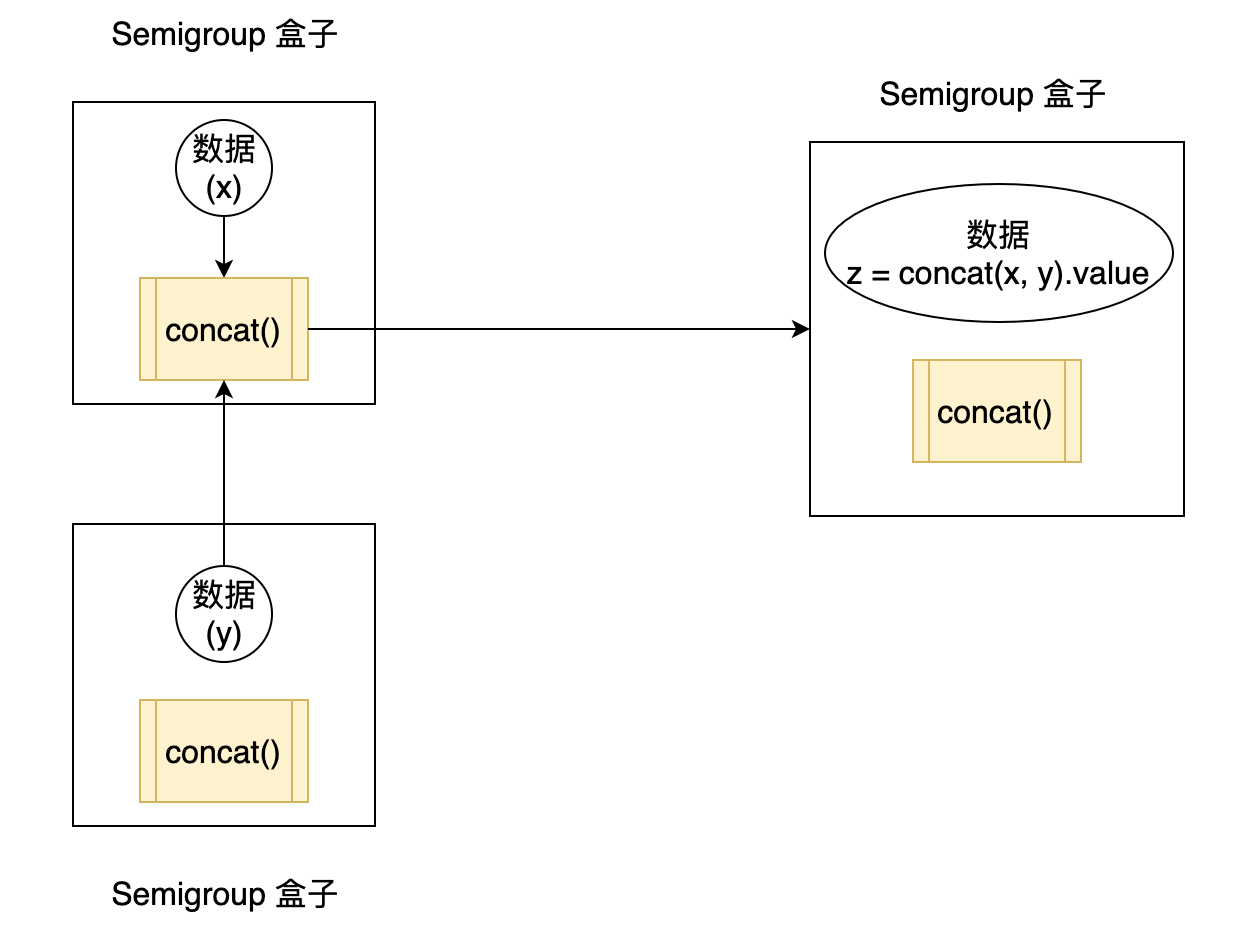 Semigroup 盒子
数据
(x)
concat()
Semigroup 盒子
数据
z = concat(x, y).value
concat()
数据
(y)
concat()
Semigroup 盒子